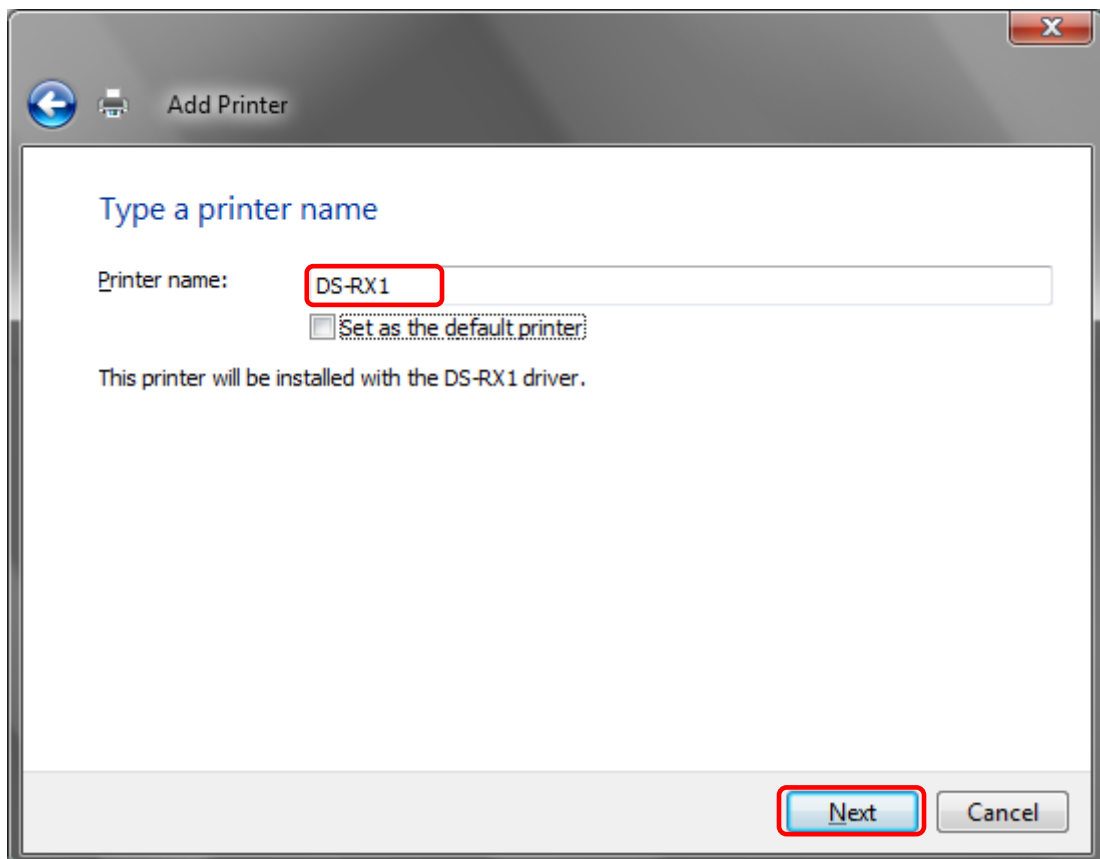 Add Printer
Type a printer name
Printer name:
DS-RX1
Set as the default printer
This printer will be installed with the DS-RX1 driver.
Next
Cancel